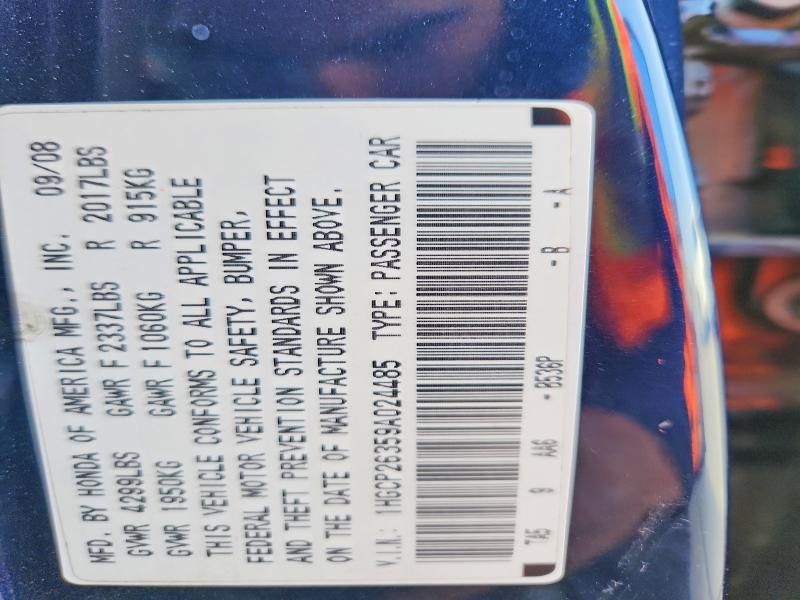 MFD. BY HONDA OF AMERICA MFG., INC. 09/08
GVWR 4299LBS GAWR F 2337LBS R 2017LBS
GVWR 1950KG GAWR F 1060KG R 915KG
THIS VEHICLE CONFORMS TO ALL APPLICABLE
FEDERAL MOTOR VEHICLE SAFETY, BUMPER,
AND THEFT PREVENTION STANDARDS IN EFFECT
ON THE DATE OF MANUFACTURE SHOWN ABOVE.
V.I.N.: 1HGCP26359A024485 TYPE: PASSENGER CAR
TA5 9 AA6 -B536P -B -A